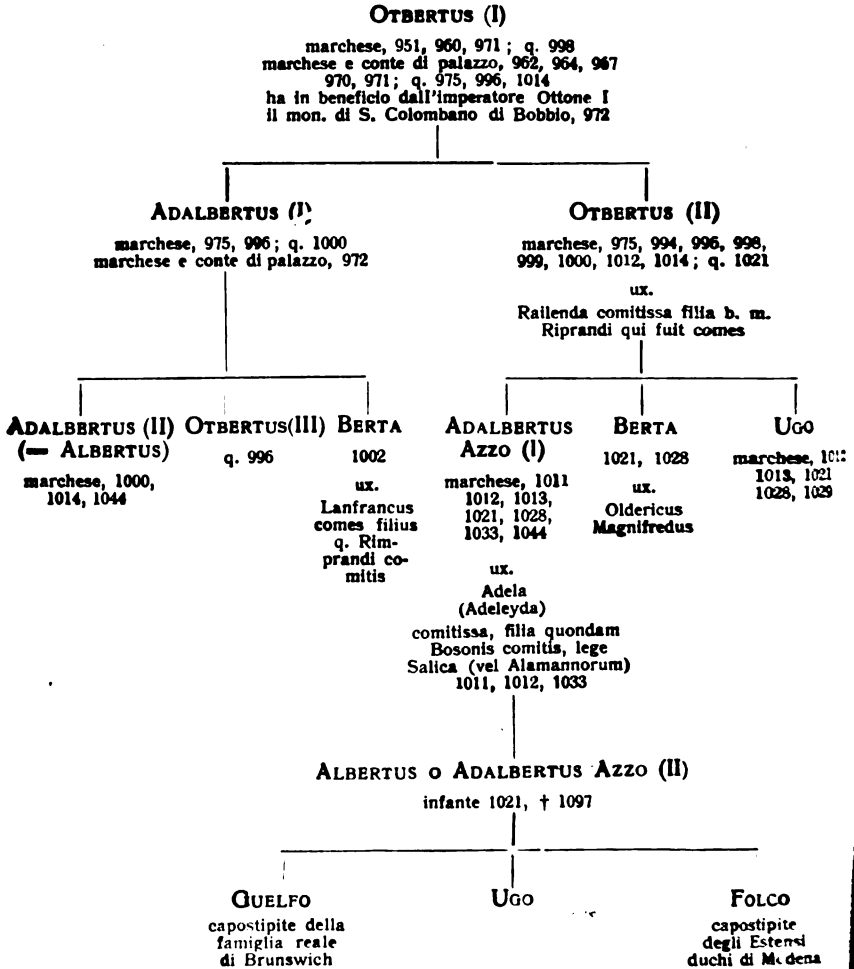 OTBERTUS (I)
marchese, 951, 960, 971; q. 998
marchese e conte di palazzo, 962, 964, 967
970, 971; q. 975, 996, 1014
ha in beneficio dall'imperatore Ottone I
il mon. di S. Colombano di Bobbio, 972
ADALBERTUS (I)
marchese, 975, 996; q. 1000
marchese e conte di palazzo, 972
OTBERTUS (II)
marchese, 975, 994, 996, 998,
999, 1000, 1012, 1014; q. 1021
ux.
Railenda comitissa filia b. m.
Riprandi qui fuit comes
ADALBERTUS (II)
(= ALBERTUS)
marchese, 1000,
1014, 1044
OTBERTUS(III)
q. 996
BERTA
1002
ux.
Lanfrancus
comes filius
q. Rim-
prandi co-
mitis
ADALBERTUS
AZZO (I)
marchese, 1011
1012, 1013,
1021, 1028,
1033, 1044
ux.
Adela
(Adeleyda)
comitissa, filia quondam
Bosonis comitis, lege
Salica (vel Alamannorum)
1011, 1012, 1033
BERTA
1021, 1028
ux.
Oldericus
Magnifredus
UGO
marchese, 1012
1013, 1021
1028, 1029
ALBERTUS O ADALBERTUS AZZO (II)
infante 1021, † 1097
GUELFO
capostipite della
famiglia reale
di Brunswich
UGO
FOLCO
capostipite
degli Estensi
duchi di Modena